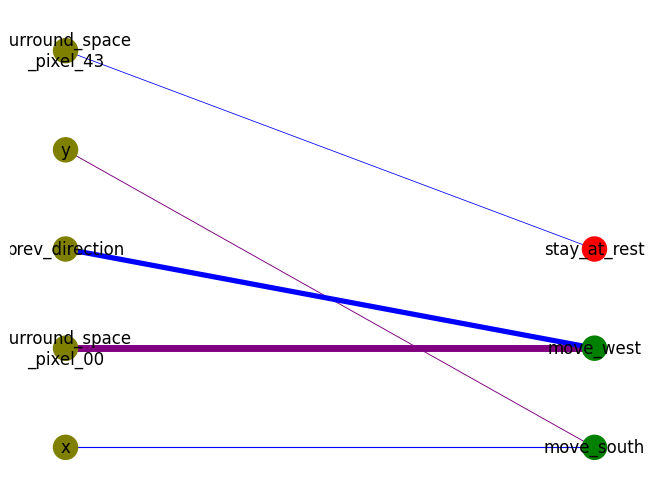 urround_space
_pixel_43
y
prev_direction
stay_at_rest
urround_space
_pixel_00
move_west
x
move_south